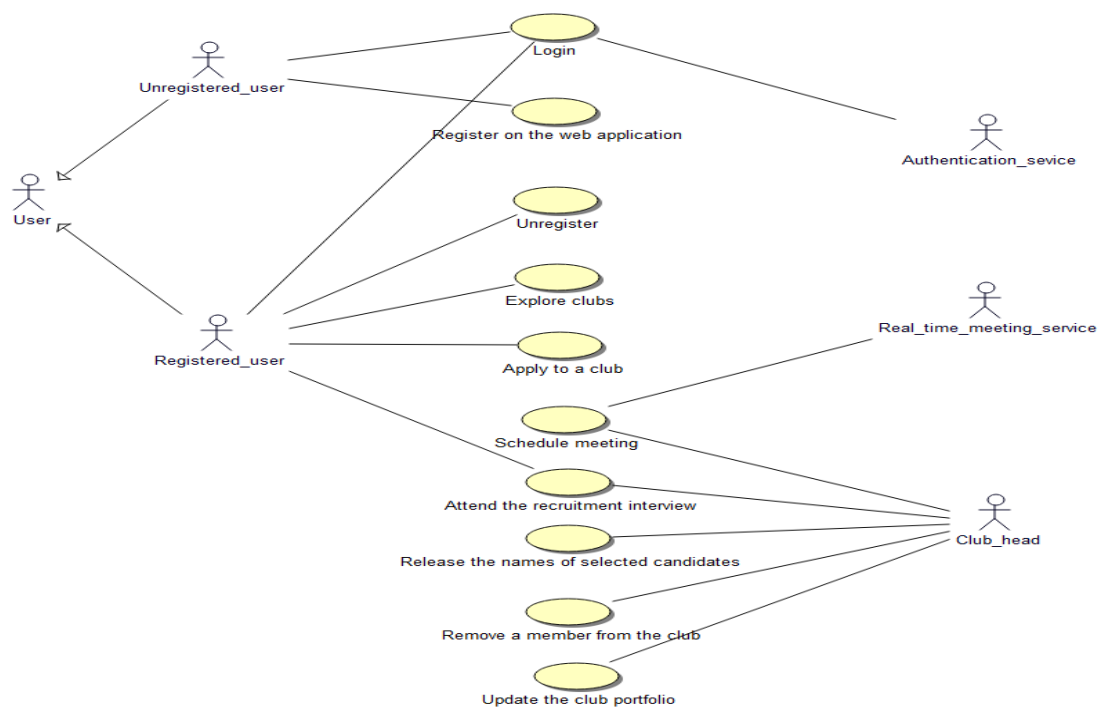 Login
Unregistered_user
Register on the web application
Authentication_sevice
User
Unregister
Explore clubs
Real_time_meeting_service
Registered_user
Apply to a club
Schedule meeting
Attend the recruitment interview
Club_head
Release the names of selected candidates
Remove a member from the club
Update the club portfolio